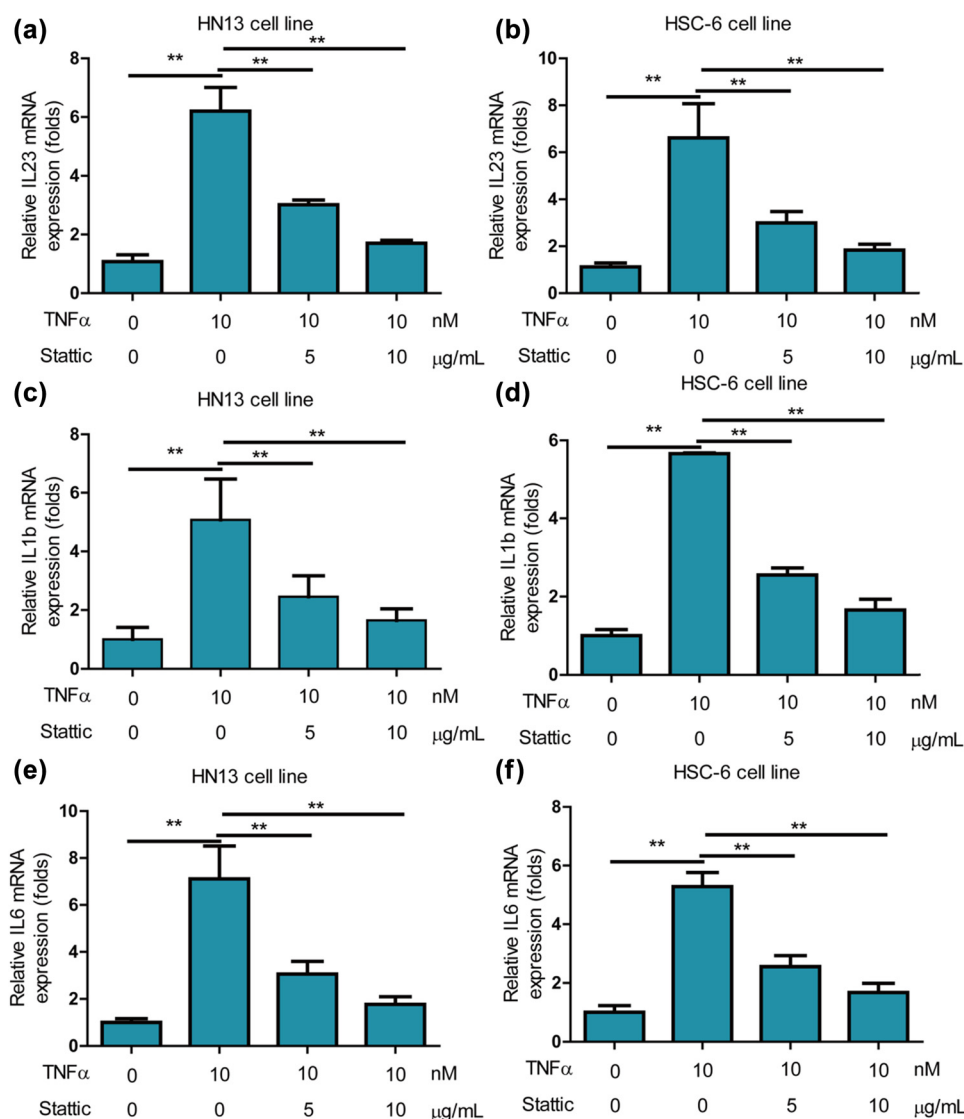 (a)
HN13 cell line
Relative IL23 mRNA
expression (folds)
8
6
4
2
0
**
**
**
TNFα 0 10 10 10 nM
Stattic 0 0 5 10 μg/mL
(b)
HSC-6 cell line
Relative IL23 mRNA
expression (folds)
10
8
6
4
2
0
**
**
**
0 10 10 10 nM
0 0 5 10 μg/mL
(c)
HN13 cell line
Relative IL1b mRNA
expression (folds)
8
6
4
2
0
**
**
**
TNFα 0 10 10 10 nM
Stattic 0 0 5 10 μg/mL
(d)
HSC-6 cell line
Relative IL1b mRNA
expression (folds)
6
4
2
0
**
**
**
TNFα 0 10 10 10 nM
Stattic 0 0 5 10 μg/mL
(e)
HN13 cell line
Relative IL6 mRNA
expression (folds)
10
8
6
4
2
0
**
**
**
TNFα 0 10 10 10 nM
Stattic 0 0 5 10 μg/mL
(f)
HSC-6 cell line
Relative IL6 mRNA
expression (folds)
8
6
4
2
0
**
**
**
TNFα 0 10 10 10 nM
Stattic 0 0 5 10 μg/mL